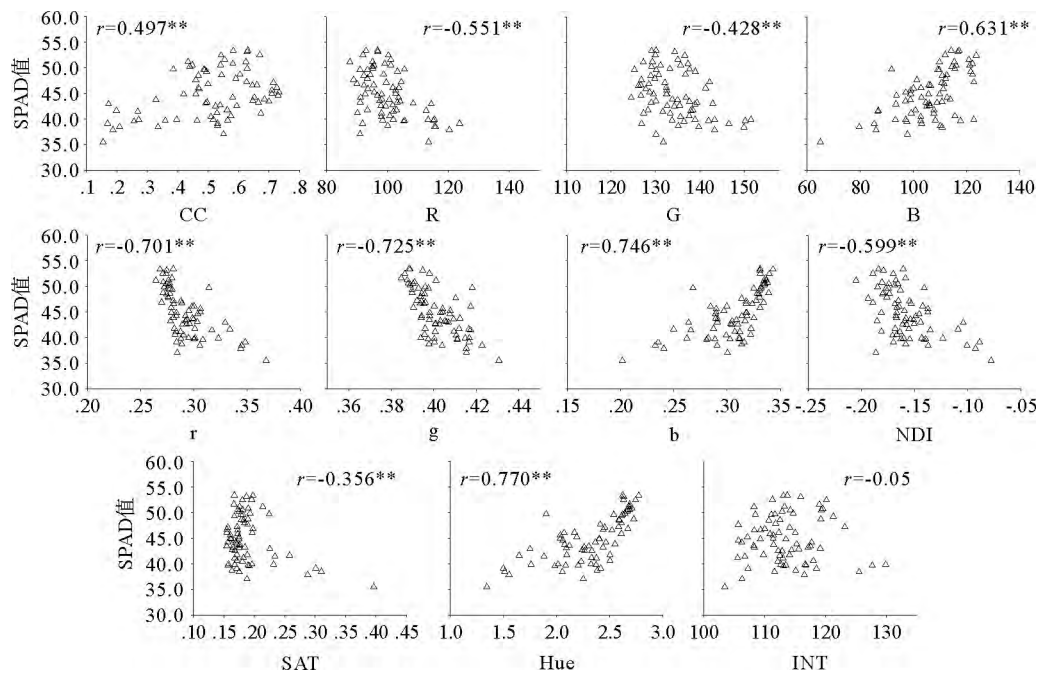 r=0.497** r=-0.551** r=-0.428** r=0.631**
60.0
55.0
50.0
45.0
40.0
35.0
30.0
SPAD值
.1 .2 .3 .4 .5 .6 .7 .8 80 100 120 140 110 120 130 140 150 60 80 100 120 140
CC R G B
r=-0.701** r=-0.725** r=0.746** r=-0.599**
60.0
55.0
50.0
45.0
40.0
35.0
30.0
SPAD值
.20 .25 .30 .35 .40 .36 .38 .40 .42 .44 .15 .20 .25 .30 .35 -.25 -.20 -.15 -.10 -.05
r g b NDI
r=-0.356** r=0.770** r=-0.05
60.0
55.0
50.0
45.0
40.0
35.0
30.0
SPAD值
.10 .15 .20 .25 .30 .35 .40 .45 1.0 1.5 2.0 2.5 3.0 100 110 120 130
SAT Hue INT